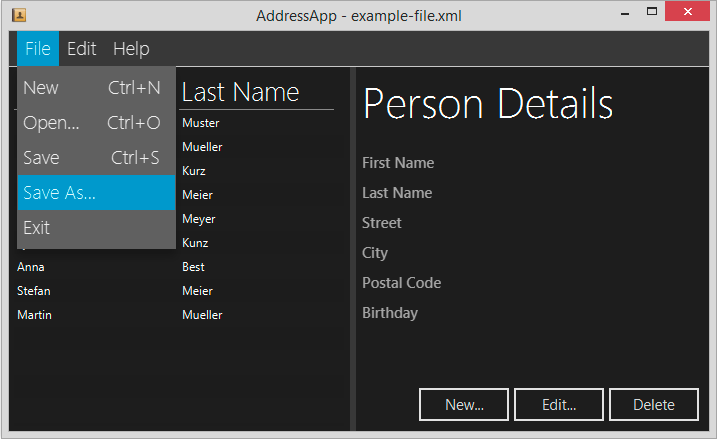 AddressApp - example-file.xml
File Edit Help
New Ctrl+N
Open... Ctrl+O
Save Ctrl+S
Save As...
Exit
Last Name
Muster
Mueller
Kurz
Meier
Meyer
Kunz
Anna Best
Stefan Meier
Martin Mueller
Person Details
First Name
Last Name
Street
City
Postal Code
Birthday
New... Edit... Delete